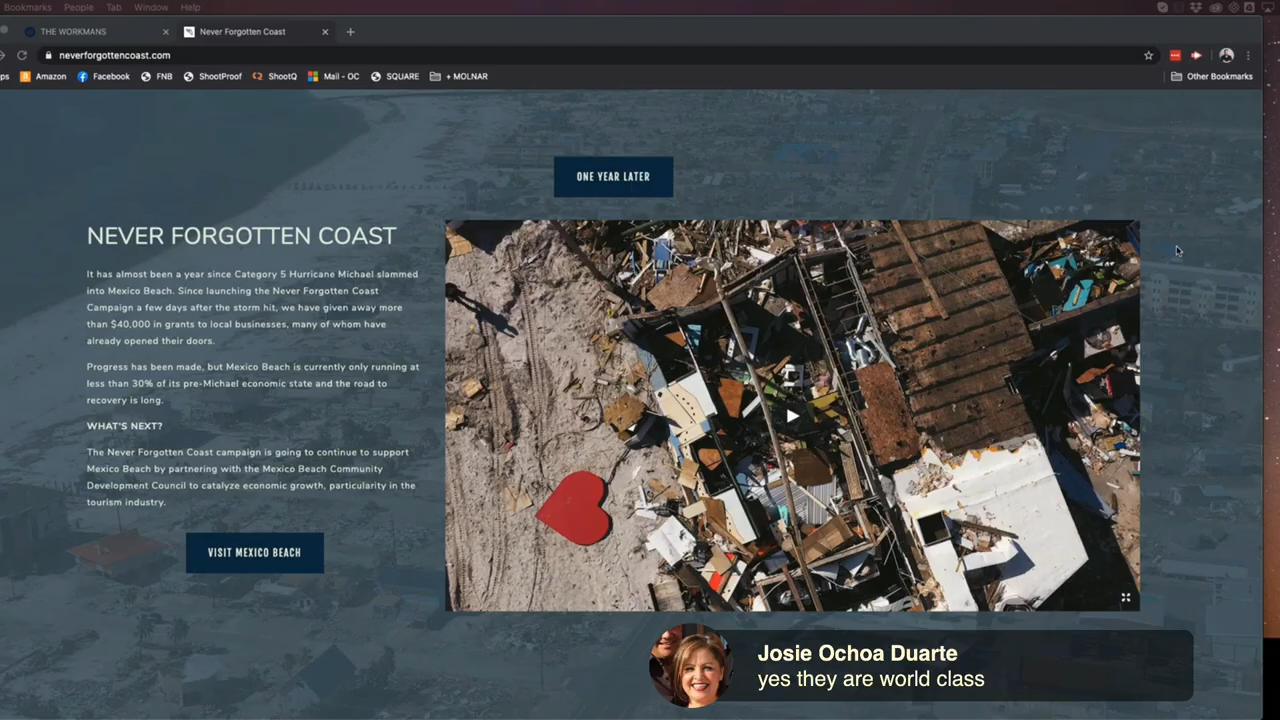 Bookmarks People Tab Window Help
THE WORKMANS Never Forgotten Coast
neverforgottencoast.com
ps Amazon Facebook FNB ShootProof ShootQ Mail - OC SQUARE + MOLNAR Other Bookmarks
ONE YEAR LATER
NEVER FORGOTTEN COAST
It has almost been a year since Category 5 Hurricane Michael slammed
into Mexico Beach. Since launching the Never Forgotten Coast
Campaign a few days after the storm hit, we have given away more
than $40,000 in grants to local businesses, many of whom have
already opened their doors.
Progress has been made, but Mexico Beach is currently only running at
less than 30% of its pre-Michael economic state and the road to
recovery is long.
WHAT'S NEXT?
The Never Forgotten Coast campaign is going to continue to support
Mexico Beach by partnering with the Mexico Beach Community
Development Council to catalyze economic growth, particularly in the
tourism industry.
VISIT MEXICO BEACH
Josie Ochoa Duarte
yes they are world class